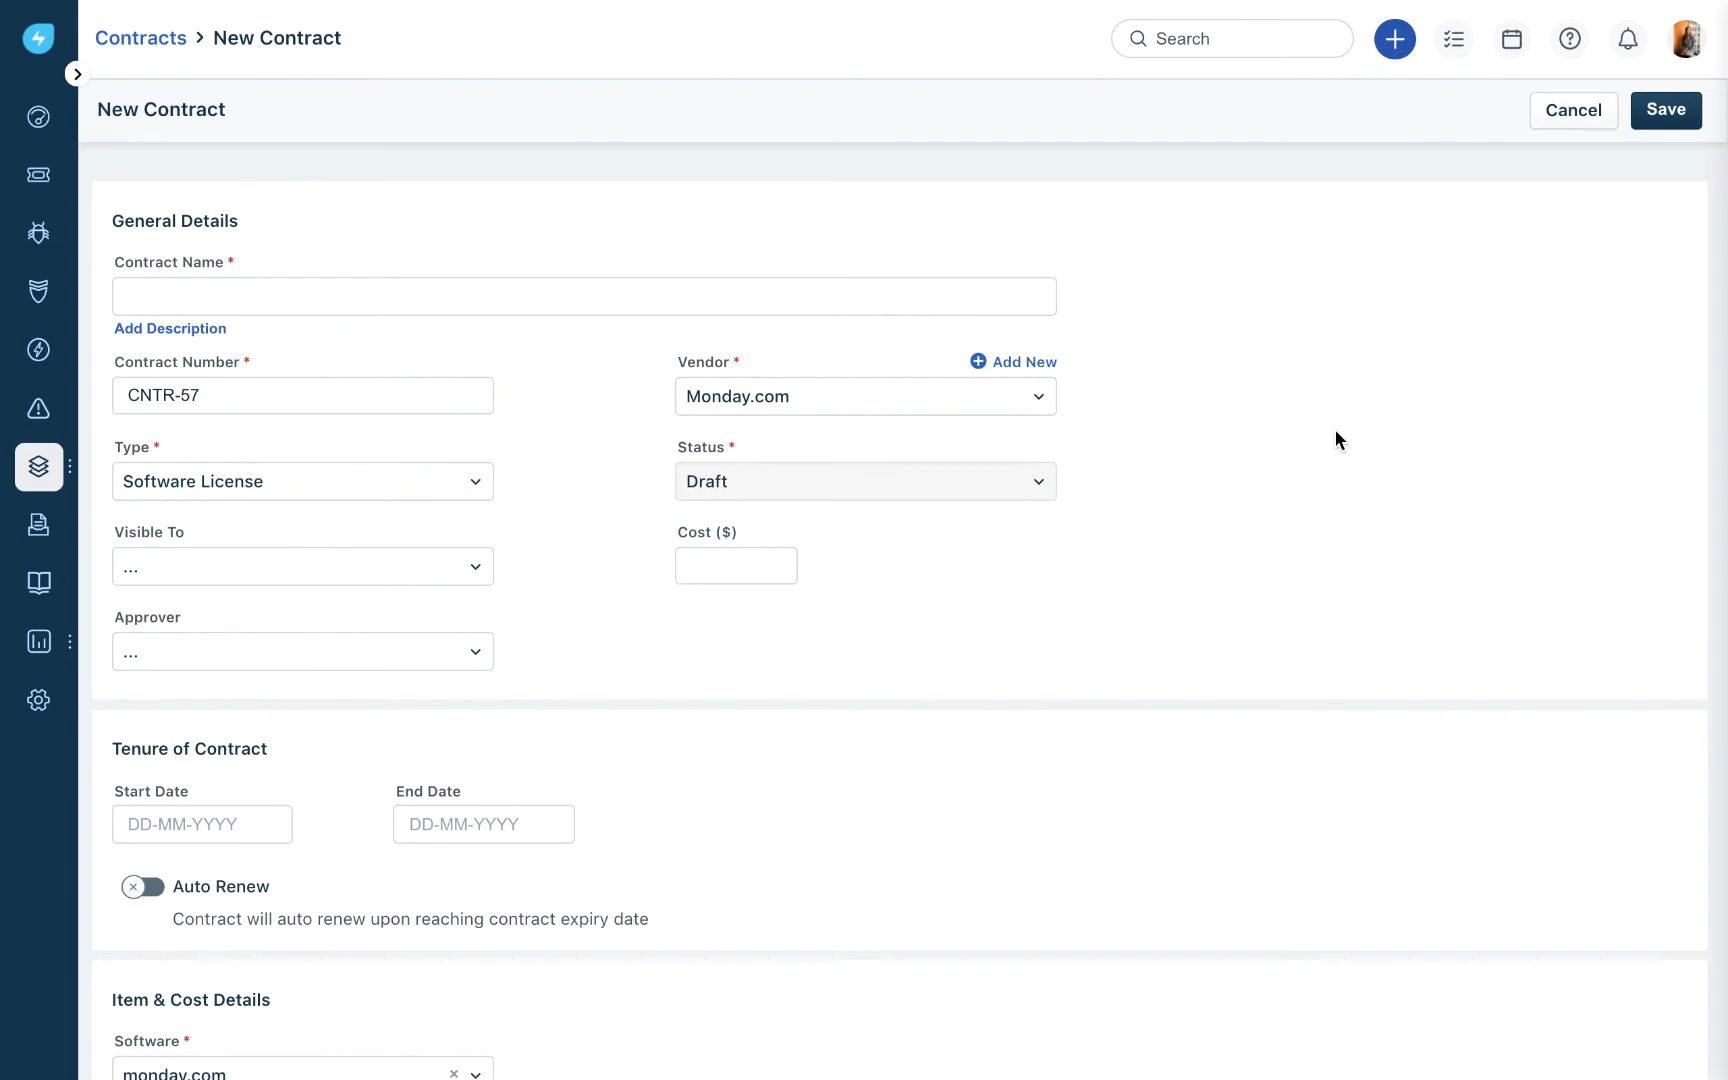 Contracts > New Contract
Search
New Contract
Cancel
Save
General Details
Contract Name *
Add Description
Contract Number *
CNTR-57
Vendor *
Add New
Monday.com
Type *
Software License
Status *
Draft
Visible To
...
Cost ($)
Approver
...
Tenure of Contract
Start Date
DD-MM-YYYY
End Date
DD-MM-YYYY
Auto Renew
Contract will auto renew upon reaching contract expiry date
Item & Cost Details
Software *
monday.com